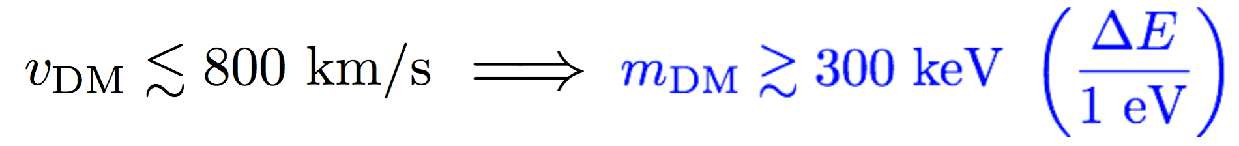 v_DM ≲ 800 km/s ⟹ m_DM ≳ 300 keV (ΔE / 1 eV)